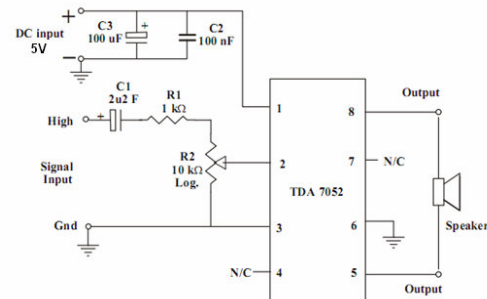 +
DC input
5V
−
C3
100 uF
+
C2
100 nF
C1
2u2 F
+
R1
1 kΩ
High
Signal
Input
R2
10 kΩ
Log.
Gnd
N/C
1
2
3
4
TDA 7052
8
7
6
5
N/C
Output
Speaker
Output